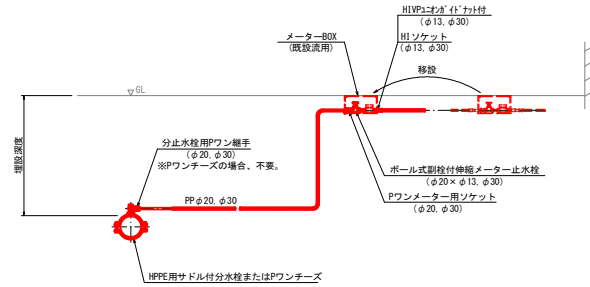 HIVPユニオンガイドナット付
(φ13, φ30)
メーターBOX
(既設流用)
HIソケット
(φ13, φ30)
移設
GL
埋設深度
分止水栓用Pワン継手
(φ20, φ30)
※Pワンチーズの場合、不要。
ボール式副栓付伸縮メーター止水栓
(φ20×φ13, φ30)
PPφ20, φ30
Pワンメーター用ソケット
(φ20, φ30)
HPPE用サドル付分水栓またはPワンチーズ